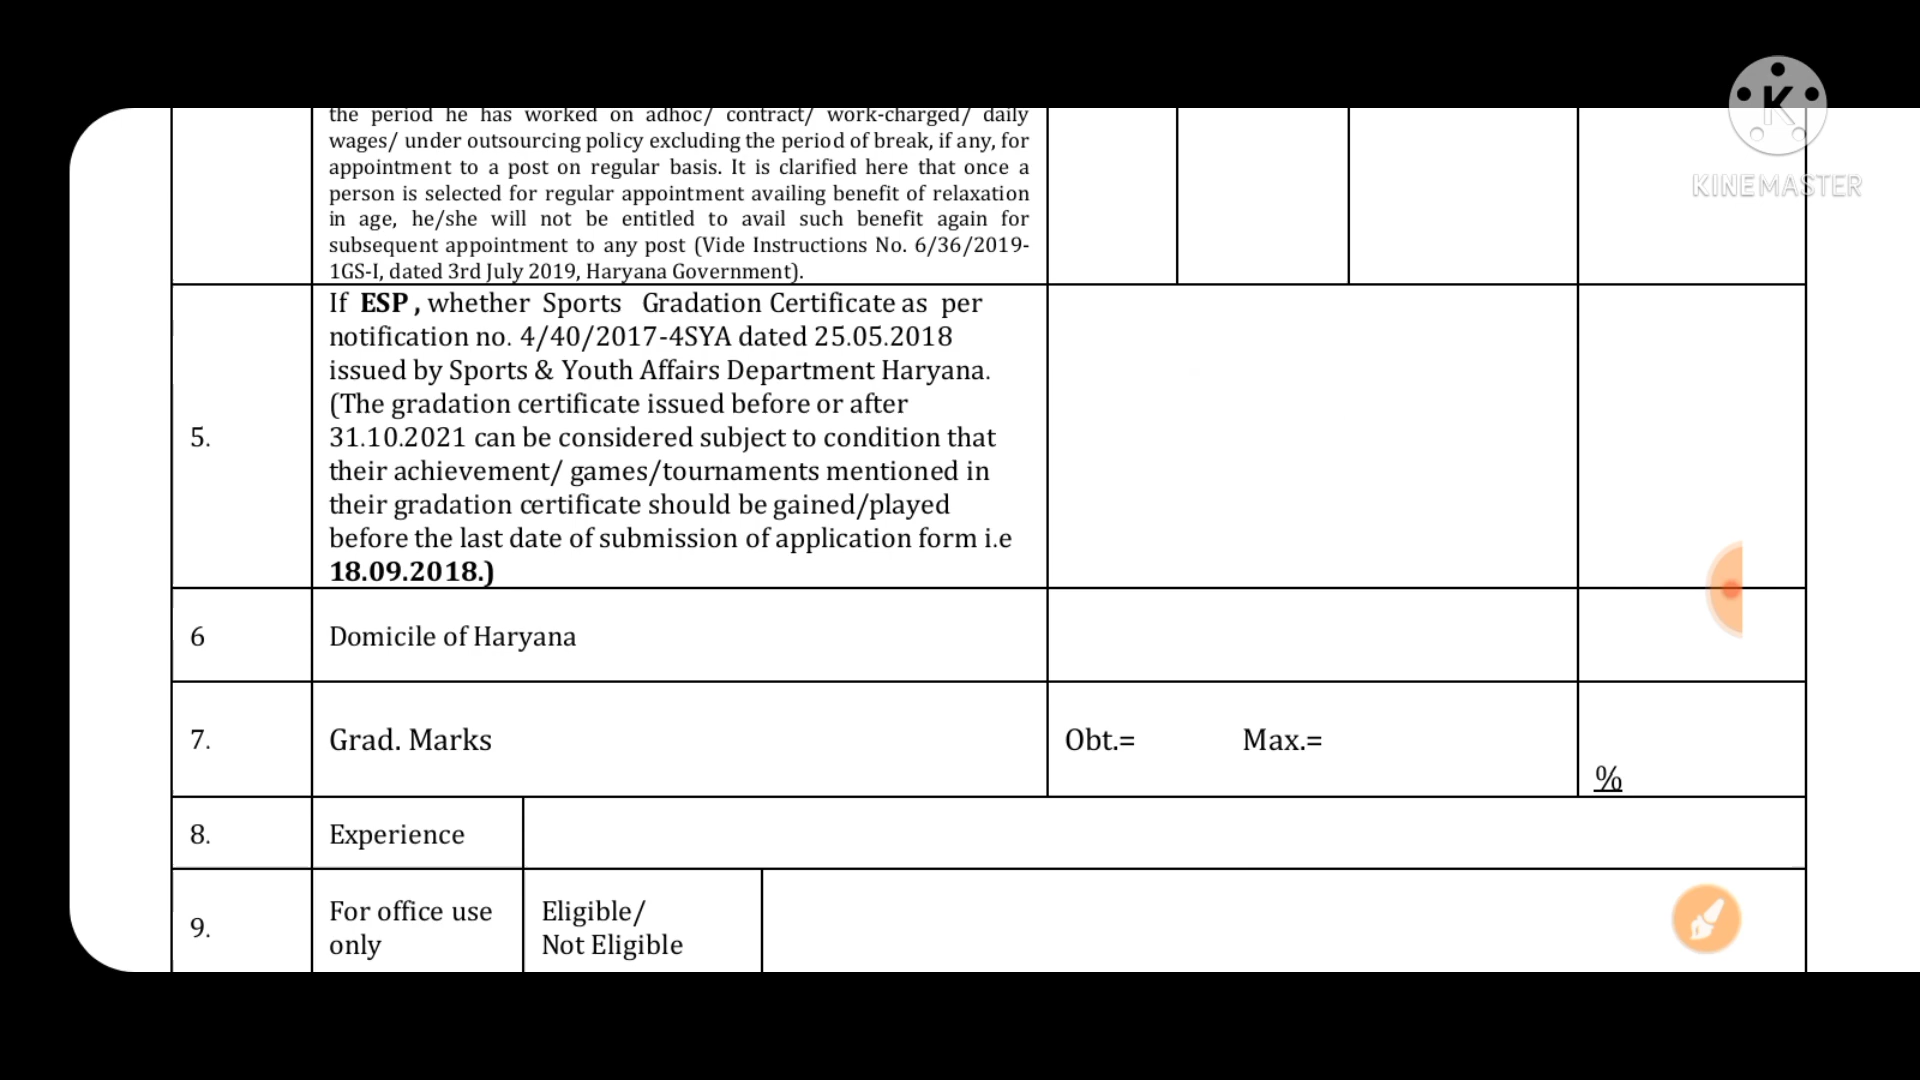 the period he has worked on adhoc/ contract/ work-charged/ daily
wages/ under outsourcing policy excluding the period of break, if any, for
appointment to a post on regular basis. It is clarified here that once a
person is selected for regular appointment availing benefit of relaxation
in age, he/she will not be entitled to avail such benefit again for
subsequent appointment to any post (Vide Instructions No. 6/36/2019-
1GS-I, dated 3rd July 2019, Haryana Government).
5.
If ESP , whether Sports Gradation Certificate as per
notification no. 4/40/2017-4SYA dated 25.05.2018
issued by Sports & Youth Affairs Department Haryana.
(The gradation certificate issued before or after
31.10.2021 can be considered subject to condition that
their achievement/ games/tournaments mentioned in
their gradation certificate should be gained/played
before the last date of submission of application form i.e
18.09.2018.)
6
Domicile of Haryana
7.
Grad. Marks
Obt.= Max.=
%
8.
Experience
9.
For office use
only
Eligible/
Not Eligible
K
KINEMASTER